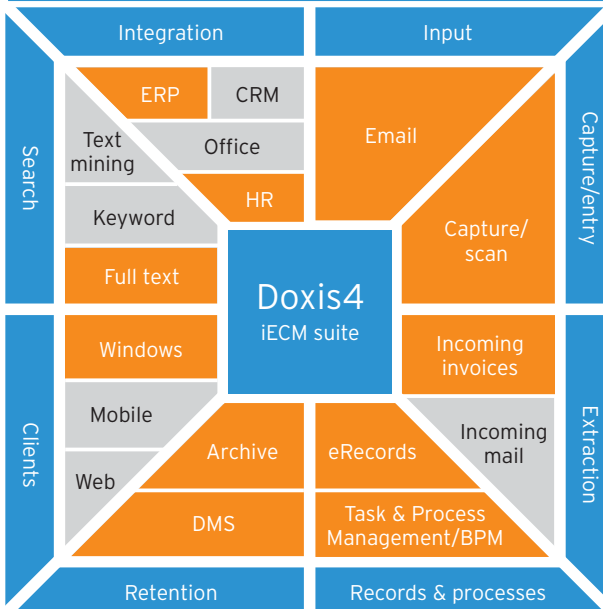 Integration
Input
ERP
CRM
Office
HR
Email
Search
Text
mining
Keyword
Full text
Capture/entry
Capture/
scan
Doxis4
iECM suite
Windows
Mobile
Web
Clients
Incoming
invoices
Incoming
mail
Extraction
Archive
DMS
eRecords
Task & Process
Management/BPM
Retention
Records & processes